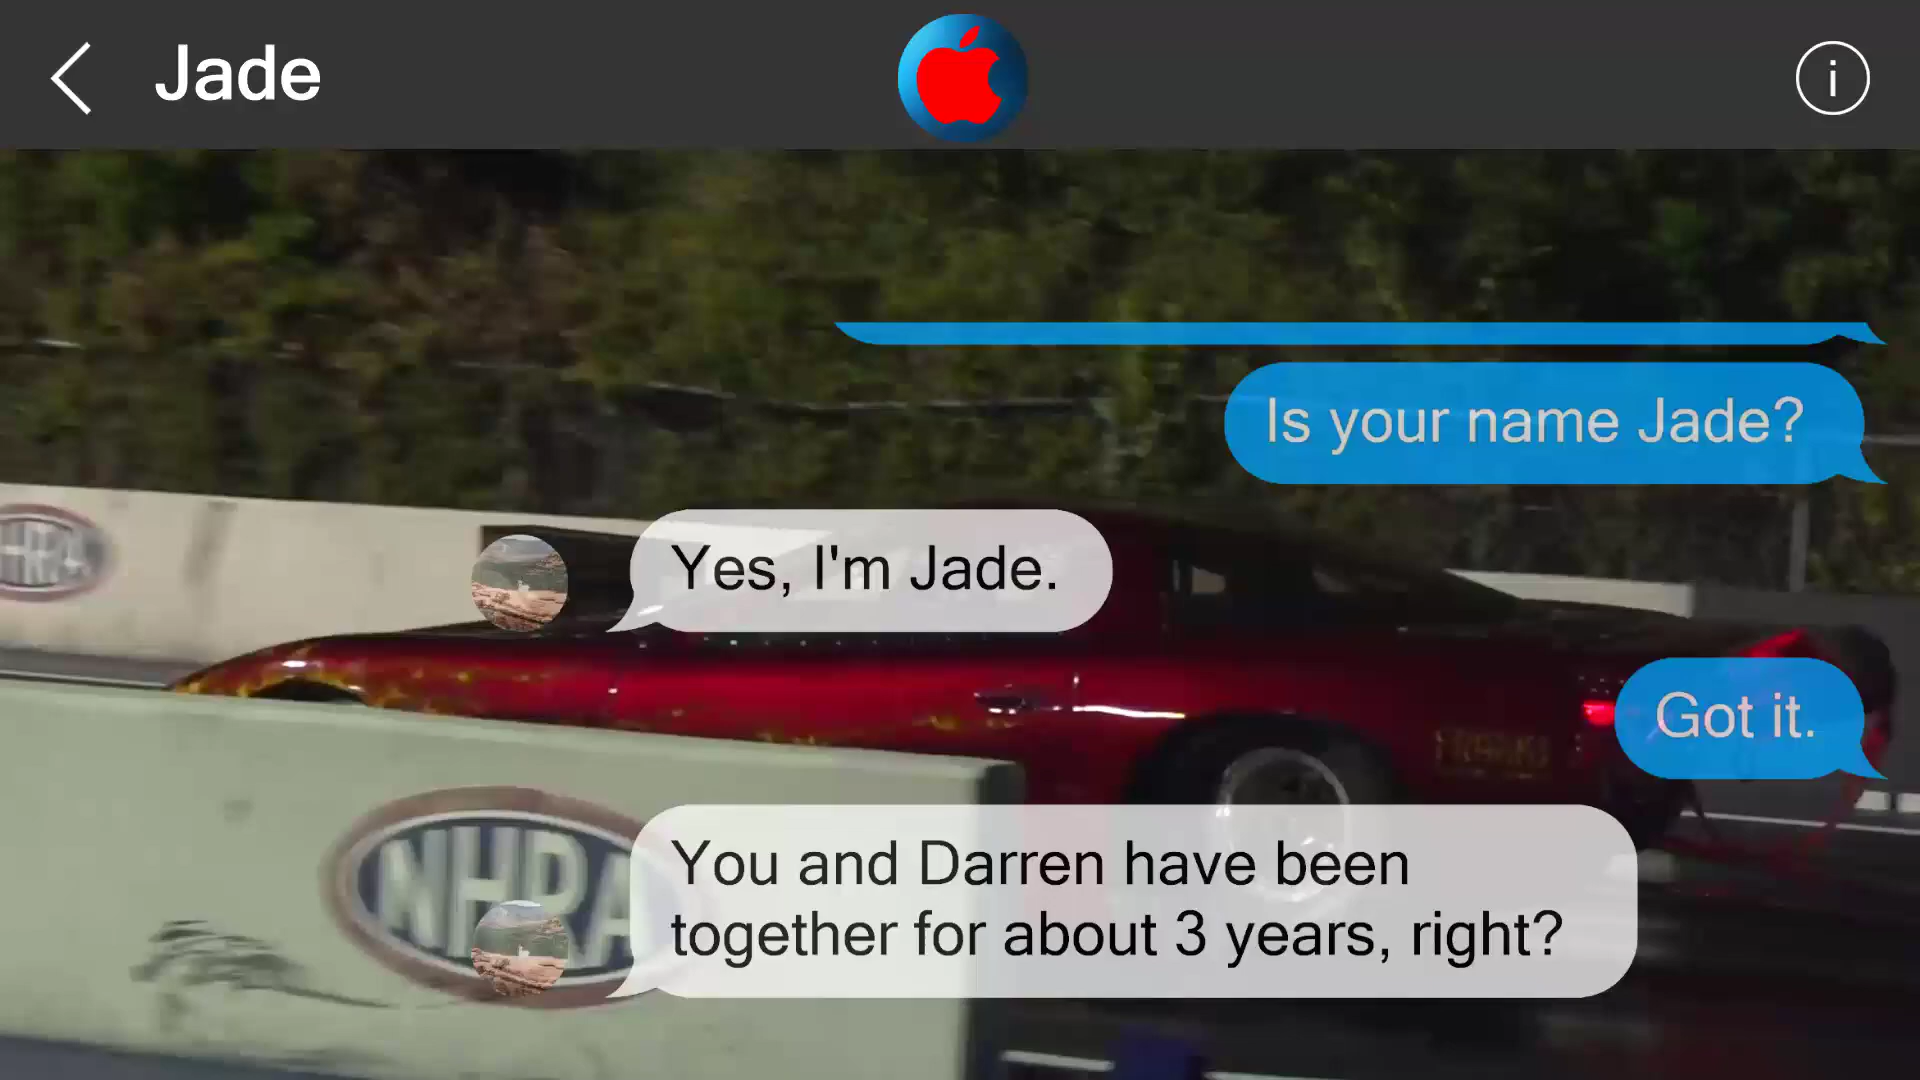 Jade
i
Is your name Jade?
NHRA
Yes, I'm Jade.
Got it.
FRANKS
You and Darren have been
together for about 3 years, right?
NHRA